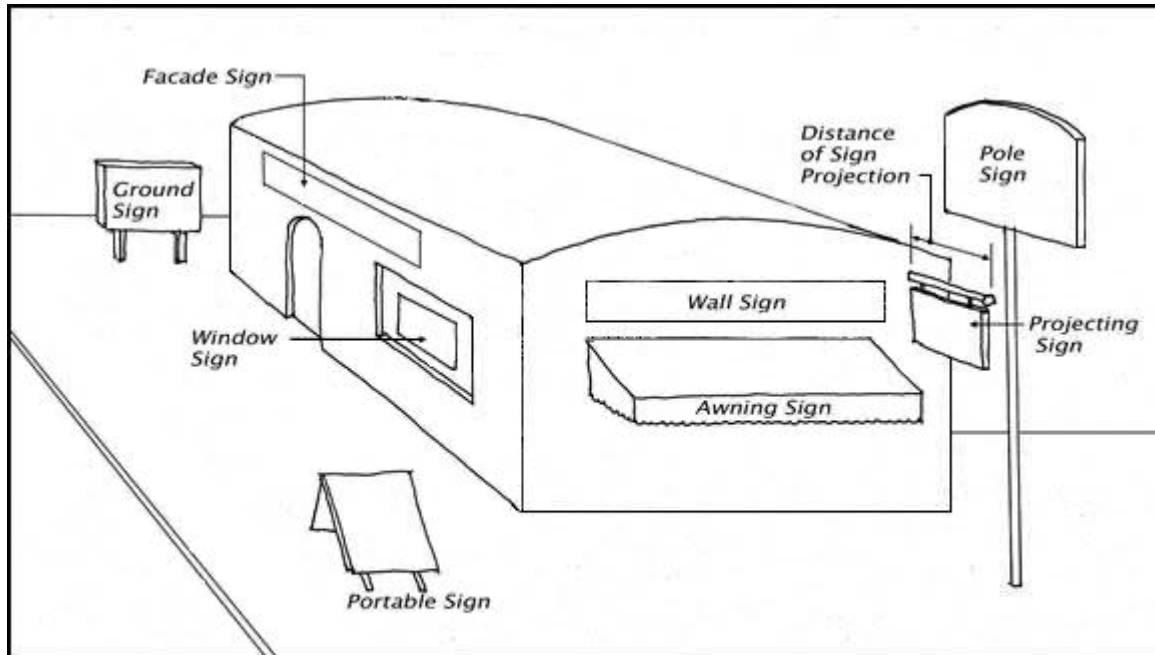 Facade Sign
Distance
of Sign
Projection
Pole
Sign
Ground
Sign
Wall Sign
Projecting
Sign
Window
Sign
Awning Sign
Portable Sign